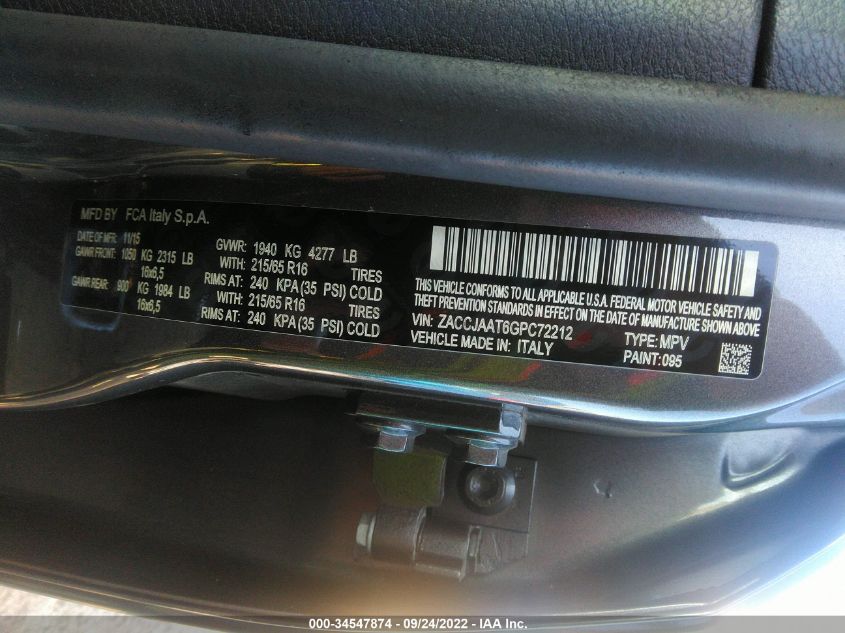 MFD BY FCA Italy S.p.A.
DATE OF MFR: 11/15
GAWR FRONT: 1050 KG 2315 LB
16x6,5
GAWR REAR: 900 KG 1984 LB
16x6,5
GVWR: 1940 KG 4277 LB
WITH: 215/65 R16 TIRES
RIMS AT: 240 KPA (35 PSI) COLD
WITH: 215/65 R16 TIRES
RIMS AT: 240 KPA (35 PSI) COLD
THIS VEHICLE CONFORMS TO ALL APPLICABLE U.S.A. FEDERAL MOTOR VEHICLE SAFETY AND
THEFT PREVENTION STANDARDS IN EFFECT ON THE DATE OF MANUFACTURE SHOWN ABOVE
VIN: ZACCJAAT6GPC72212 TYPE: MPV
VEHICLE MADE IN: ITALY PAINT: 095
000-34547874 - 09/24/2022 - IAA Inc.